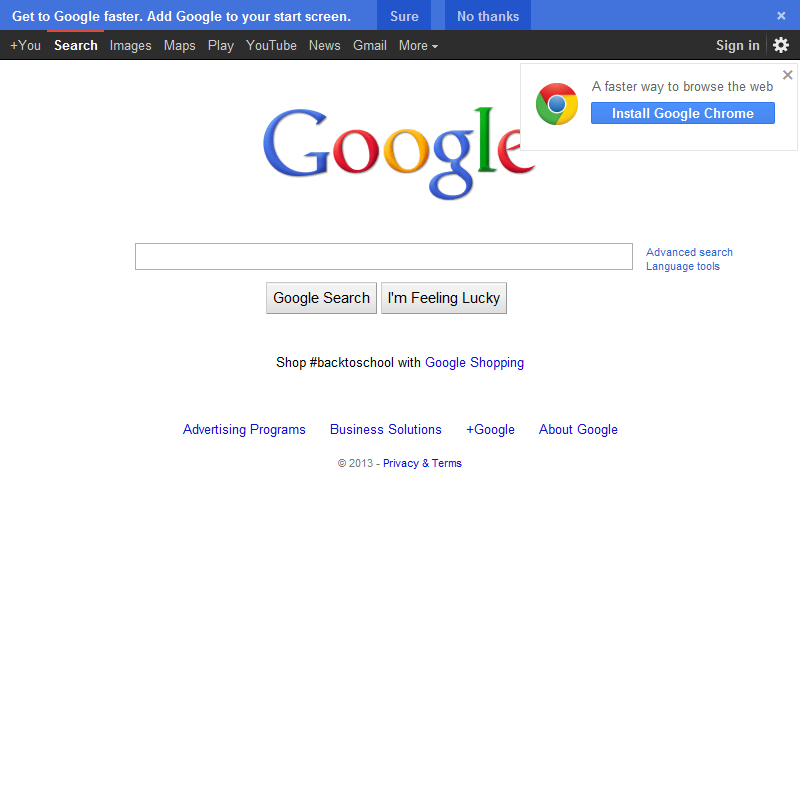 Get to Google faster. Add Google to your start screen. Sure No thanks ×
+You Search Images Maps Play YouTube News Gmail More Sign in
A faster way to browse the web
Install Google Chrome
Google
Advanced search
Language tools
Google Search I'm Feeling Lucky
Shop #backtoschool with Google Shopping
Advertising Programs Business Solutions +Google About Google
© 2013 - Privacy & Terms